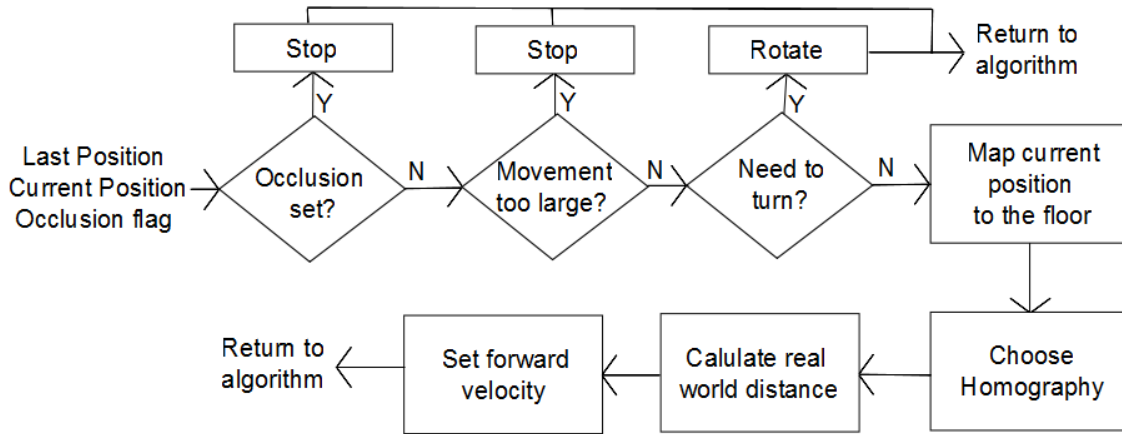 Stop
Stop
Rotate
Return to
algorithm
Y
Y
Y
Last Position
Current Position
Occlusion flag
Occlusion
set?
N
Movement
too large?
N
Need to
turn?
N
Map current
position
to the floor
Return to
algorithm
Set forward
velocity
Calulate real
world distance
Choose
Homography